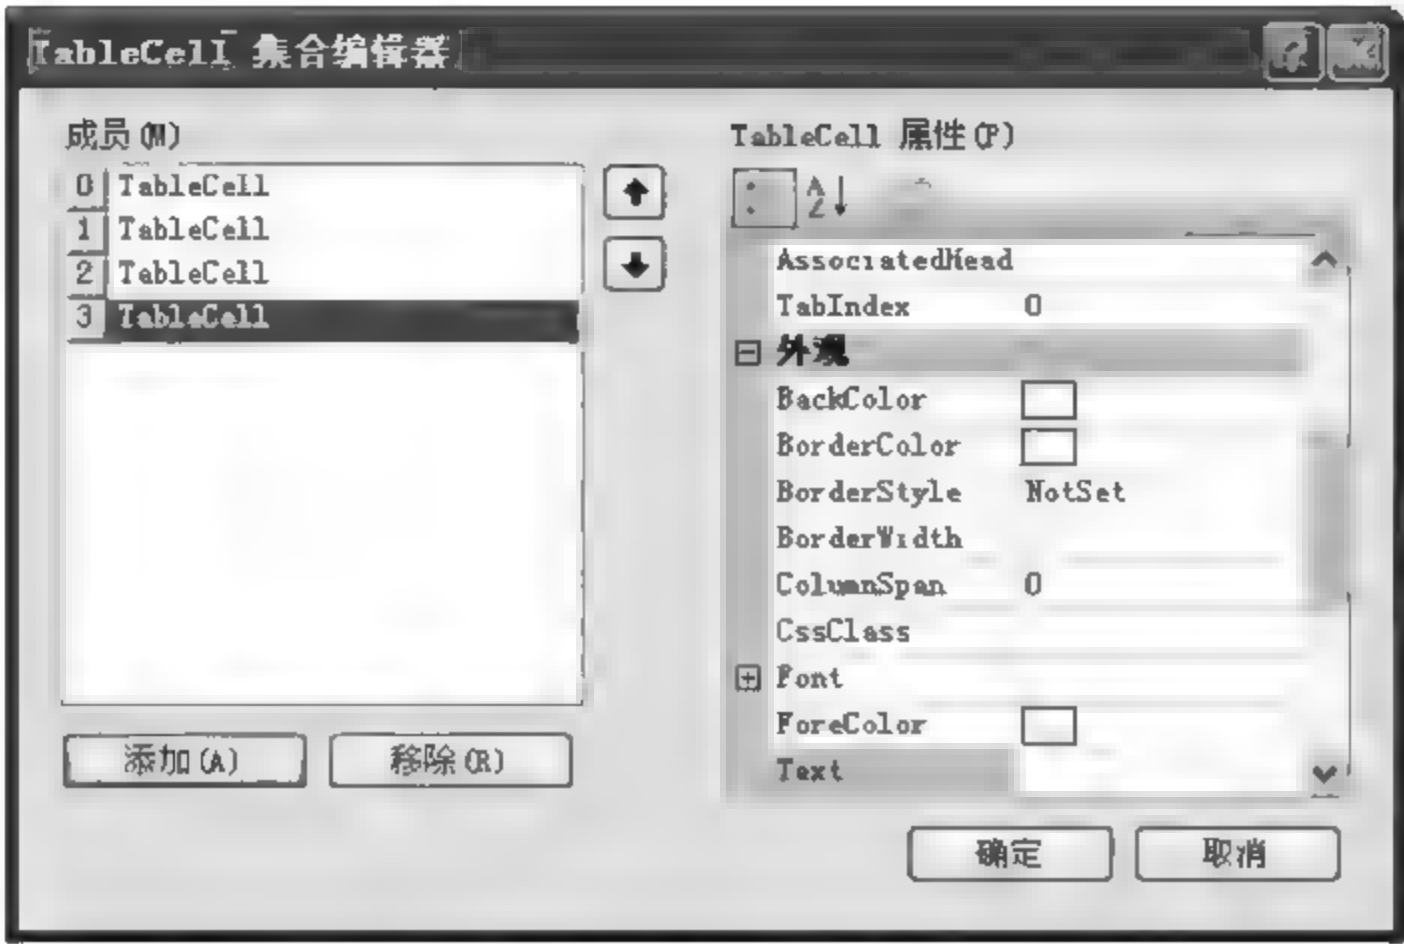 TableCell 集合编辑器
成员(M)
0 TableCell
1 TableCell
2 TableCell
3 TableCell
添加(A)
移除(R)
TableCell 属性(P)
AssociatedHead
TabIndex 0
外观
BackColor
BorderColor
BorderStyle NotSet
BorderWidth
ColumnSpan 0
CssClass
Font
ForeColor
Text
确定
取消